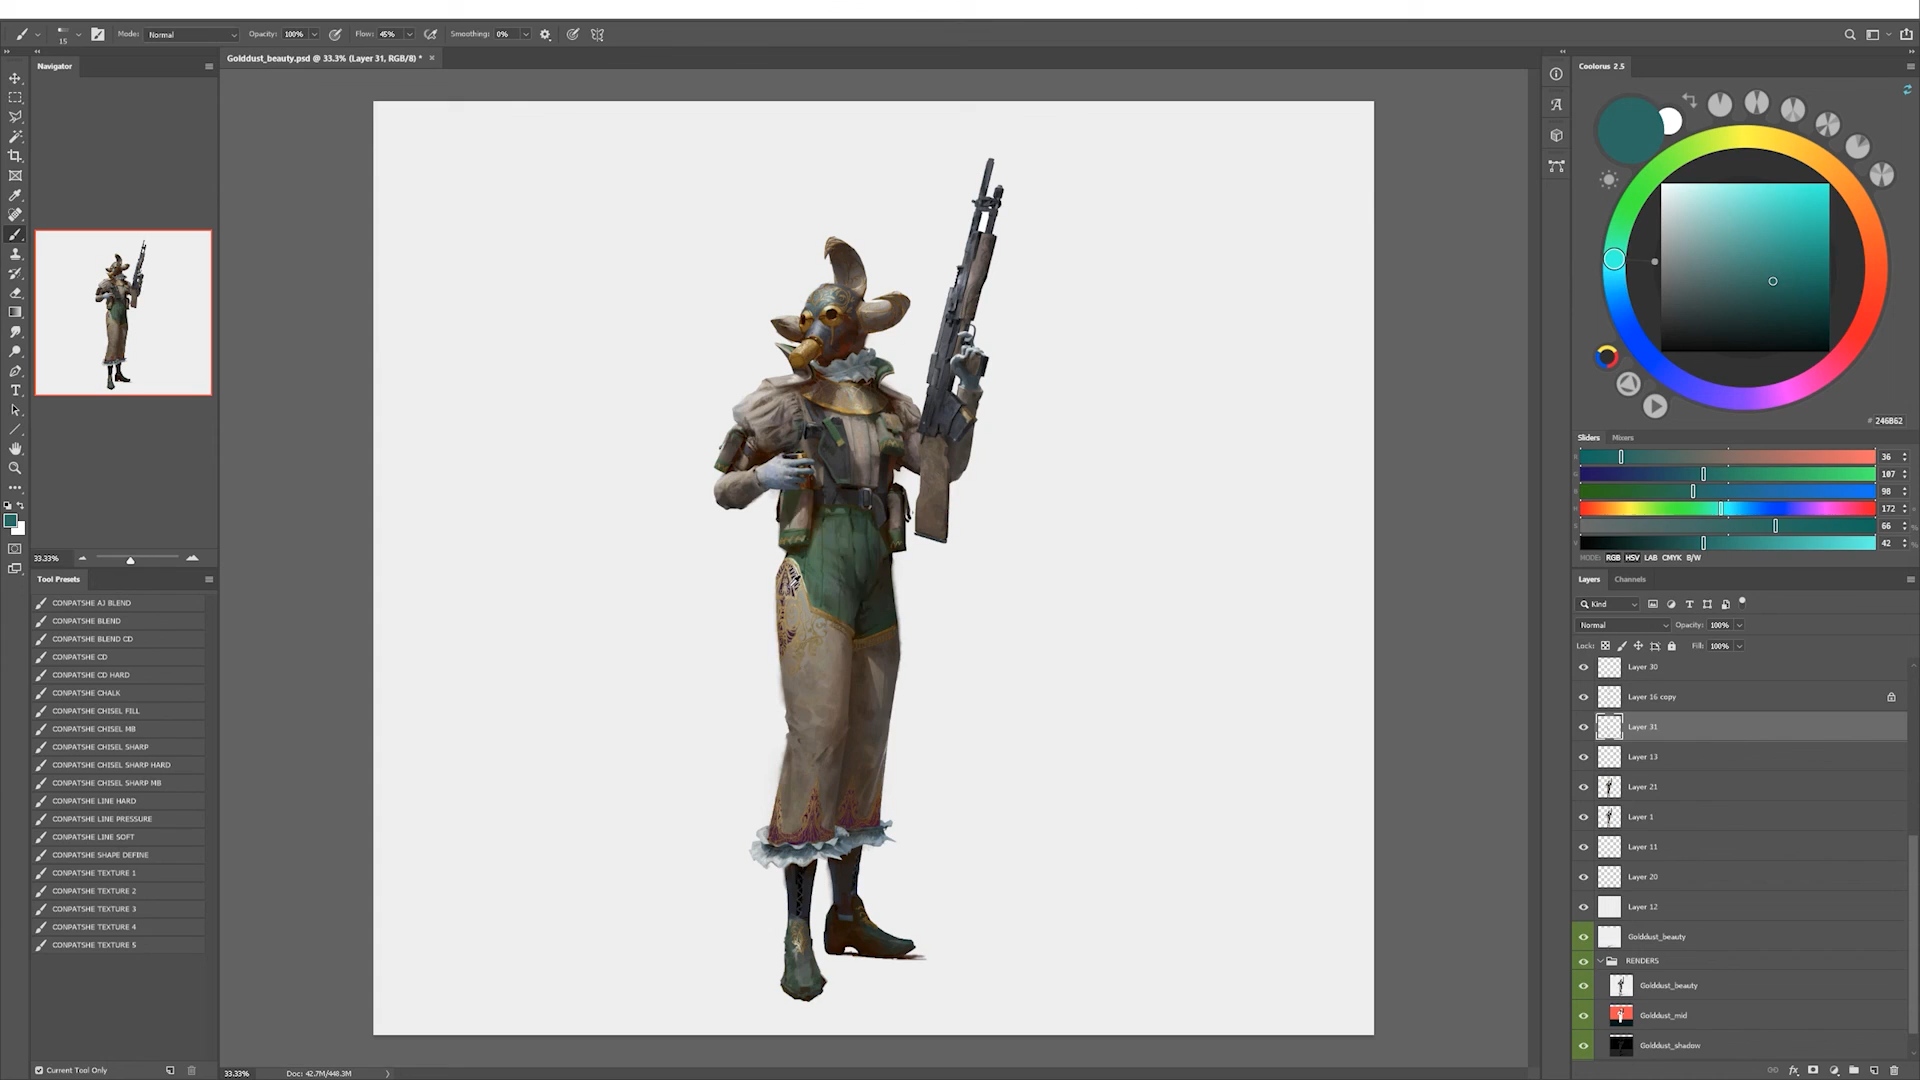 15 Mode: Normal Opacity: 100% Flow: 45% Smoothing: 0%
Navigator
Golddust_beauty.psd @ 33.3% (Layer 31, RGB/8) *
33.33%
Tool Presets
CONPATSHE AJ BLEND
CONPATSHE BLEND
CONPATSHE BLEND CD
CONPATSHE CD
CONPATSHE CD HARD
CONPATSHE CHALK
CONPATSHE CHISEL FILL
CONPATSHE CHISEL MB
CONPATSHE CHISEL SHARP
CONPATSHE CHISEL SHARP HARD
CONPATSHE CHISEL SHARP MB
CONPATSHE LINE HARD
CONPATSHE LINE PRESSURE
CONPATSHE LINE SOFT
CONPATSHE SHAPE DEFINE
CONPATSHE TEXTURE 1
CONPATSHE TEXTURE 2
CONPATSHE TEXTURE 3
CONPATSHE TEXTURE 4
CONPATSHE TEXTURE 5
Current Tool Only
33.33% Doc: 42.7M/448.3M
Coolorus 2.5
# 246B62
Sliders Mixers
36
107
98
172
66
42
MODE: RGB HSV LAB CMYK B/W
Layers Channels
Kind
Normal Opacity: 100%
Lock: Fill: 100%
Layer 30
Layer 16 copy
Layer 31
Layer 13
Layer 21
Layer 1
Layer 11
Layer 20
Layer 12
Golddust_beauty
RENDERS
Golddust_beauty
Golddust_mid
Golddust_shadow